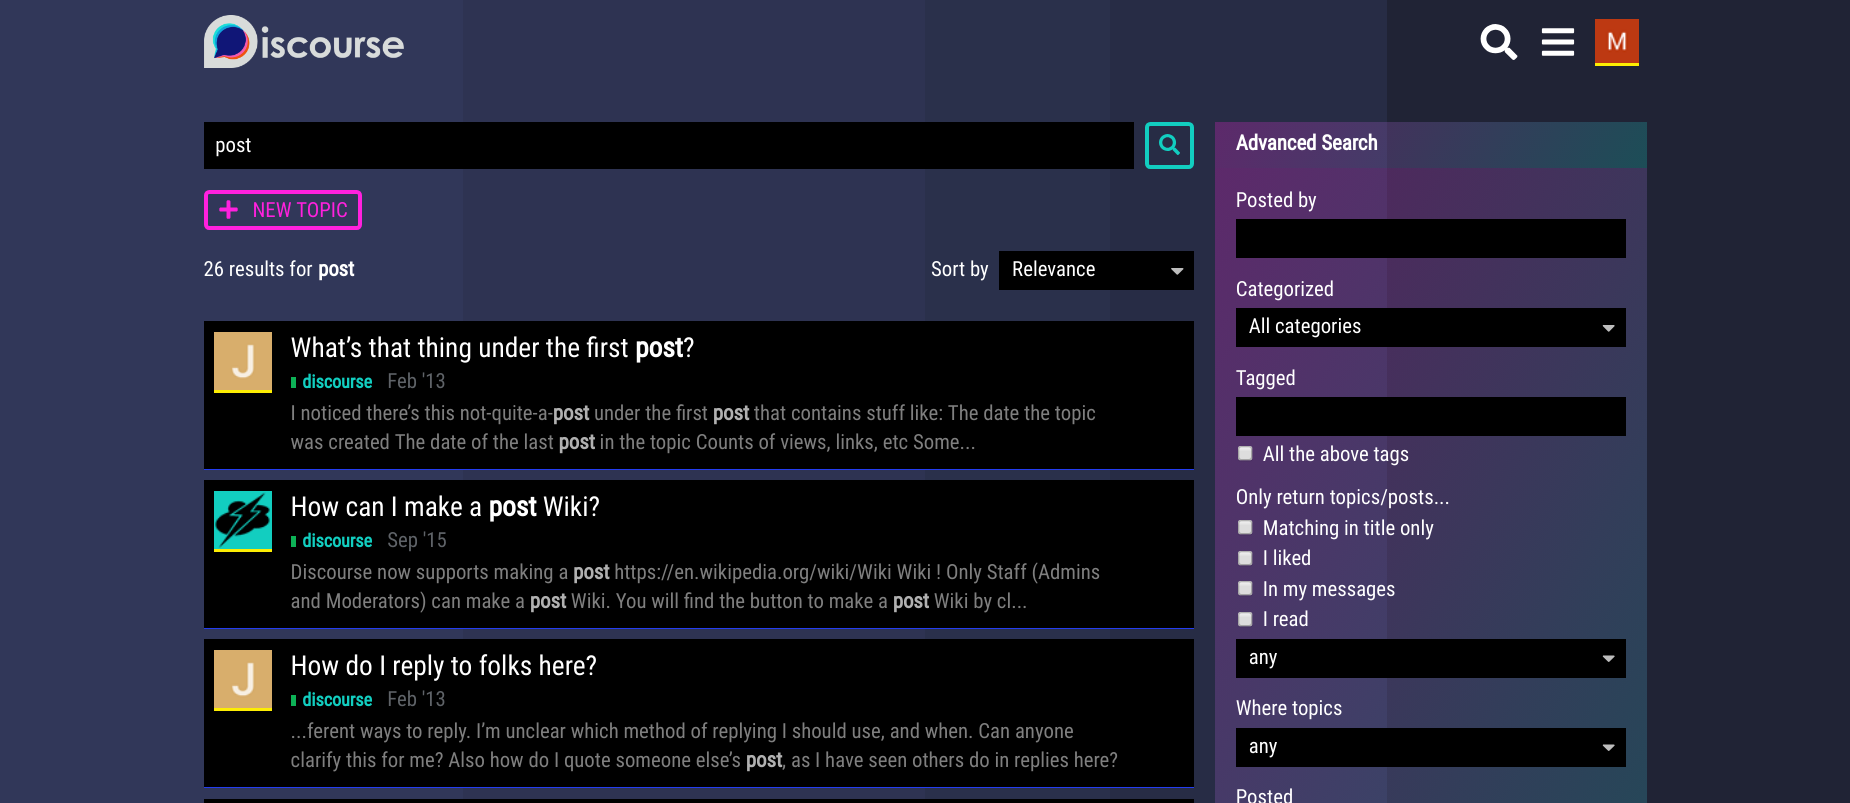 Discourse
M
post
NEW TOPIC
26 results for post
Sort by Relevance
J
What's that thing under the first post?
discourse Feb '13
I noticed there's this not-quite-a-post under the first post that contains stuff like: The date the topic
was created The date of the last post in the topic Counts of views, links, etc Some...
How can I make a post Wiki?
discourse Sep '15
Discourse now supports making a post https://en.wikipedia.org/wiki/Wiki Wiki ! Only Staff (Admins
and Moderators) can make a post Wiki. You will find the button to make a post Wiki by cl...
J
How do I reply to folks here?
discourse Feb '13
...ferent ways to reply. I'm unclear which method of replying I should use, and when. Can anyone
clarify this for me? Also how do I quote someone else's post, as I have seen others do in replies here?
Advanced Search
Posted by
Categorized
All categories
Tagged
All the above tags
Only return topics/posts...
Matching in title only
I liked
In my messages
I read
any
Where topics
any
Posted